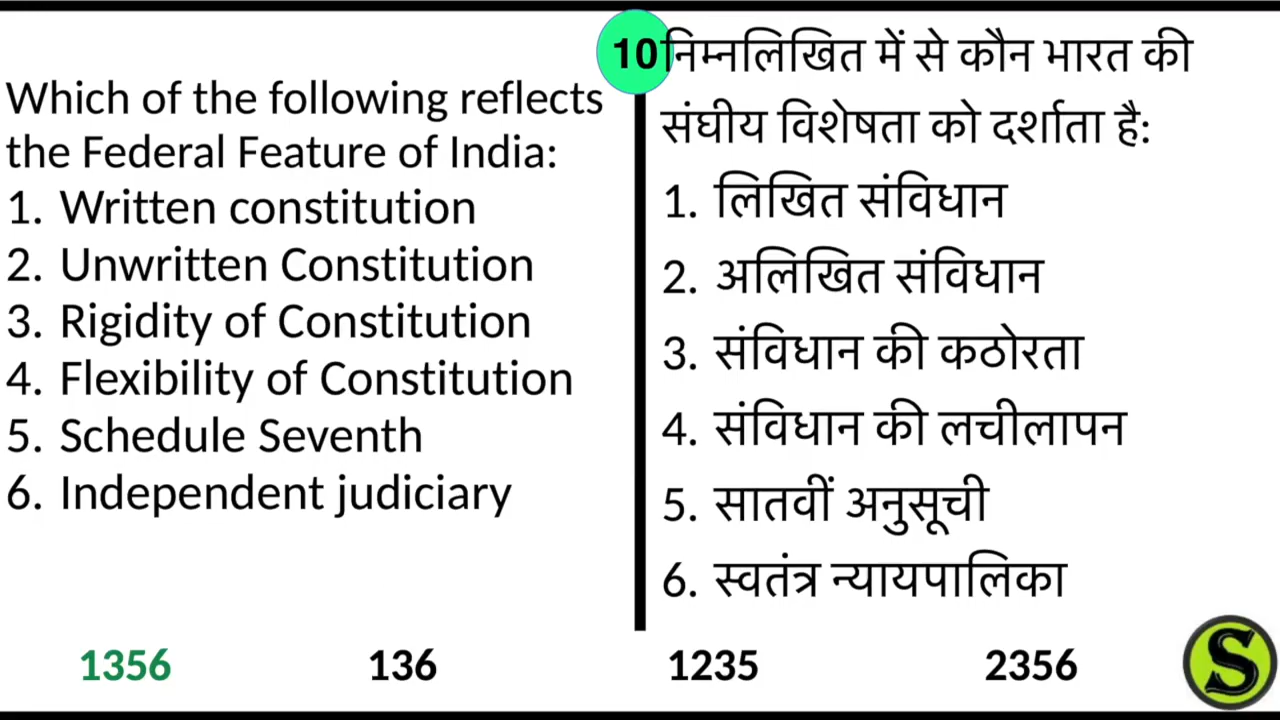 Which of the following reflects
the Federal Feature of India:
1. Written constitution
2. Unwritten Constitution
3. Rigidity of Constitution
4. Flexibility of Constitution
5. Schedule Seventh
6. Independent judiciary
10
निम्नलिखित में से कौन भारत की
संघीय विशेषता को दर्शाता है:
1. लिखित संविधान
2. अलिखित संविधान
3. संविधान की कठोरता
4. संविधान की लचीलापन
5. सातवीं अनुसूची
6. स्वतंत्र न्यायपालिका
1356 136 1235 2356
S